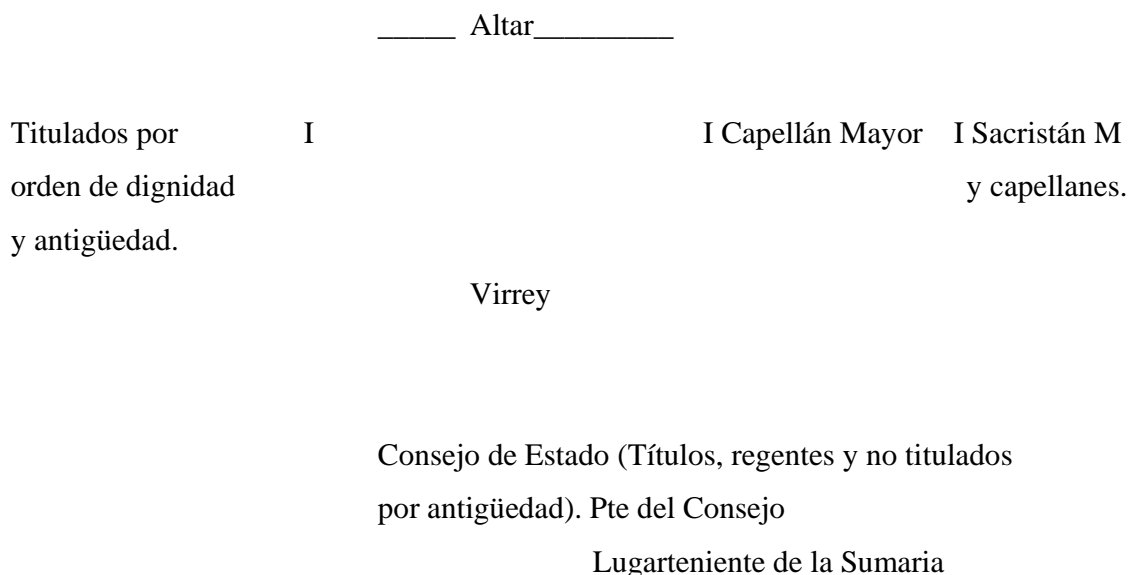 _____ Altar_________
Titulados por I I Capellán Mayor I Sacristán M
orden de dignidad y capellanes.
y antigüedad.
Virrey
Consejo de Estado (Títulos, regentes y no titulados
por antigüedad). Pte del Consejo
Lugarteniente de la Sumaria